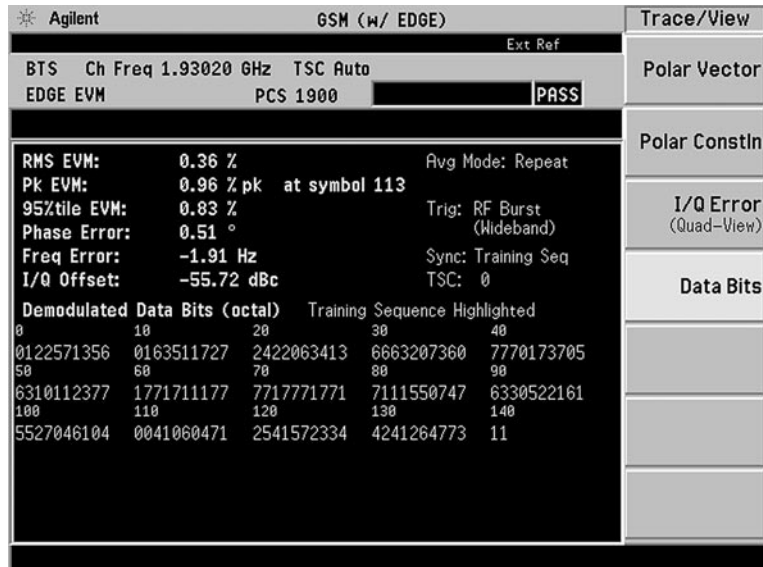 Agilent GSM (w/ EDGE) Trace/View
Ext Ref
BTS Ch Freq 1.93020 GHz TSC Auto
EDGE EVM PCS 1900 PASS
Polar Vector
Polar Constln
I/Q Error
(Quad-View)
Data Bits
RMS EVM: 0.36 % Avg Mode: Repeat
Pk EVM: 0.96 % pk at symbol 113
95%tile EVM: 0.83 % Trig: RF Burst
Phase Error: 0.51 ° (Wideband)
Freq Error: -1.91 Hz Sync: Training Seq
I/Q Offset: -55.72 dBc TSC: 0
Demodulated Data Bits (octal) Training Sequence Highlighted
0 10 20 30 40
0122571356 0163511727 2422063413 6663207360 7770173705
50 60 70 80 90
6310112377 1771711177 7717771771 7111550747 6330522161
100 110 120 130 140
5527046104 0041060471 2541572334 4241264773 11